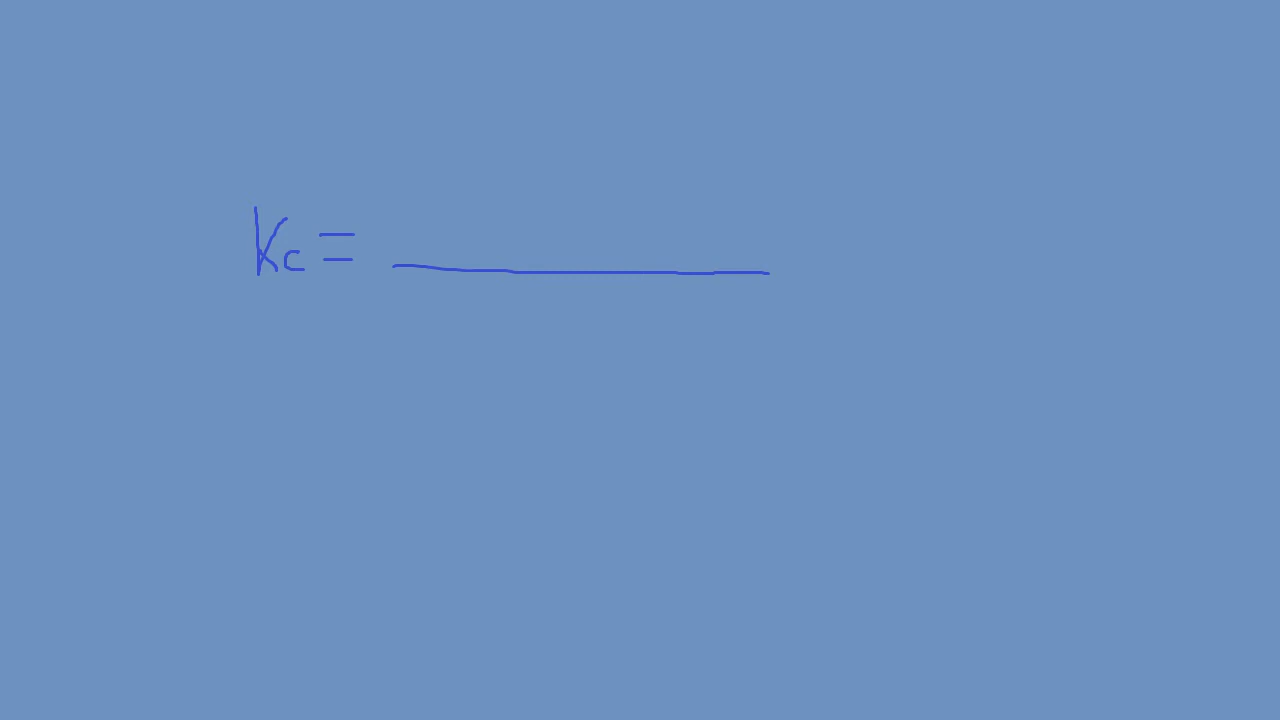 Kc =